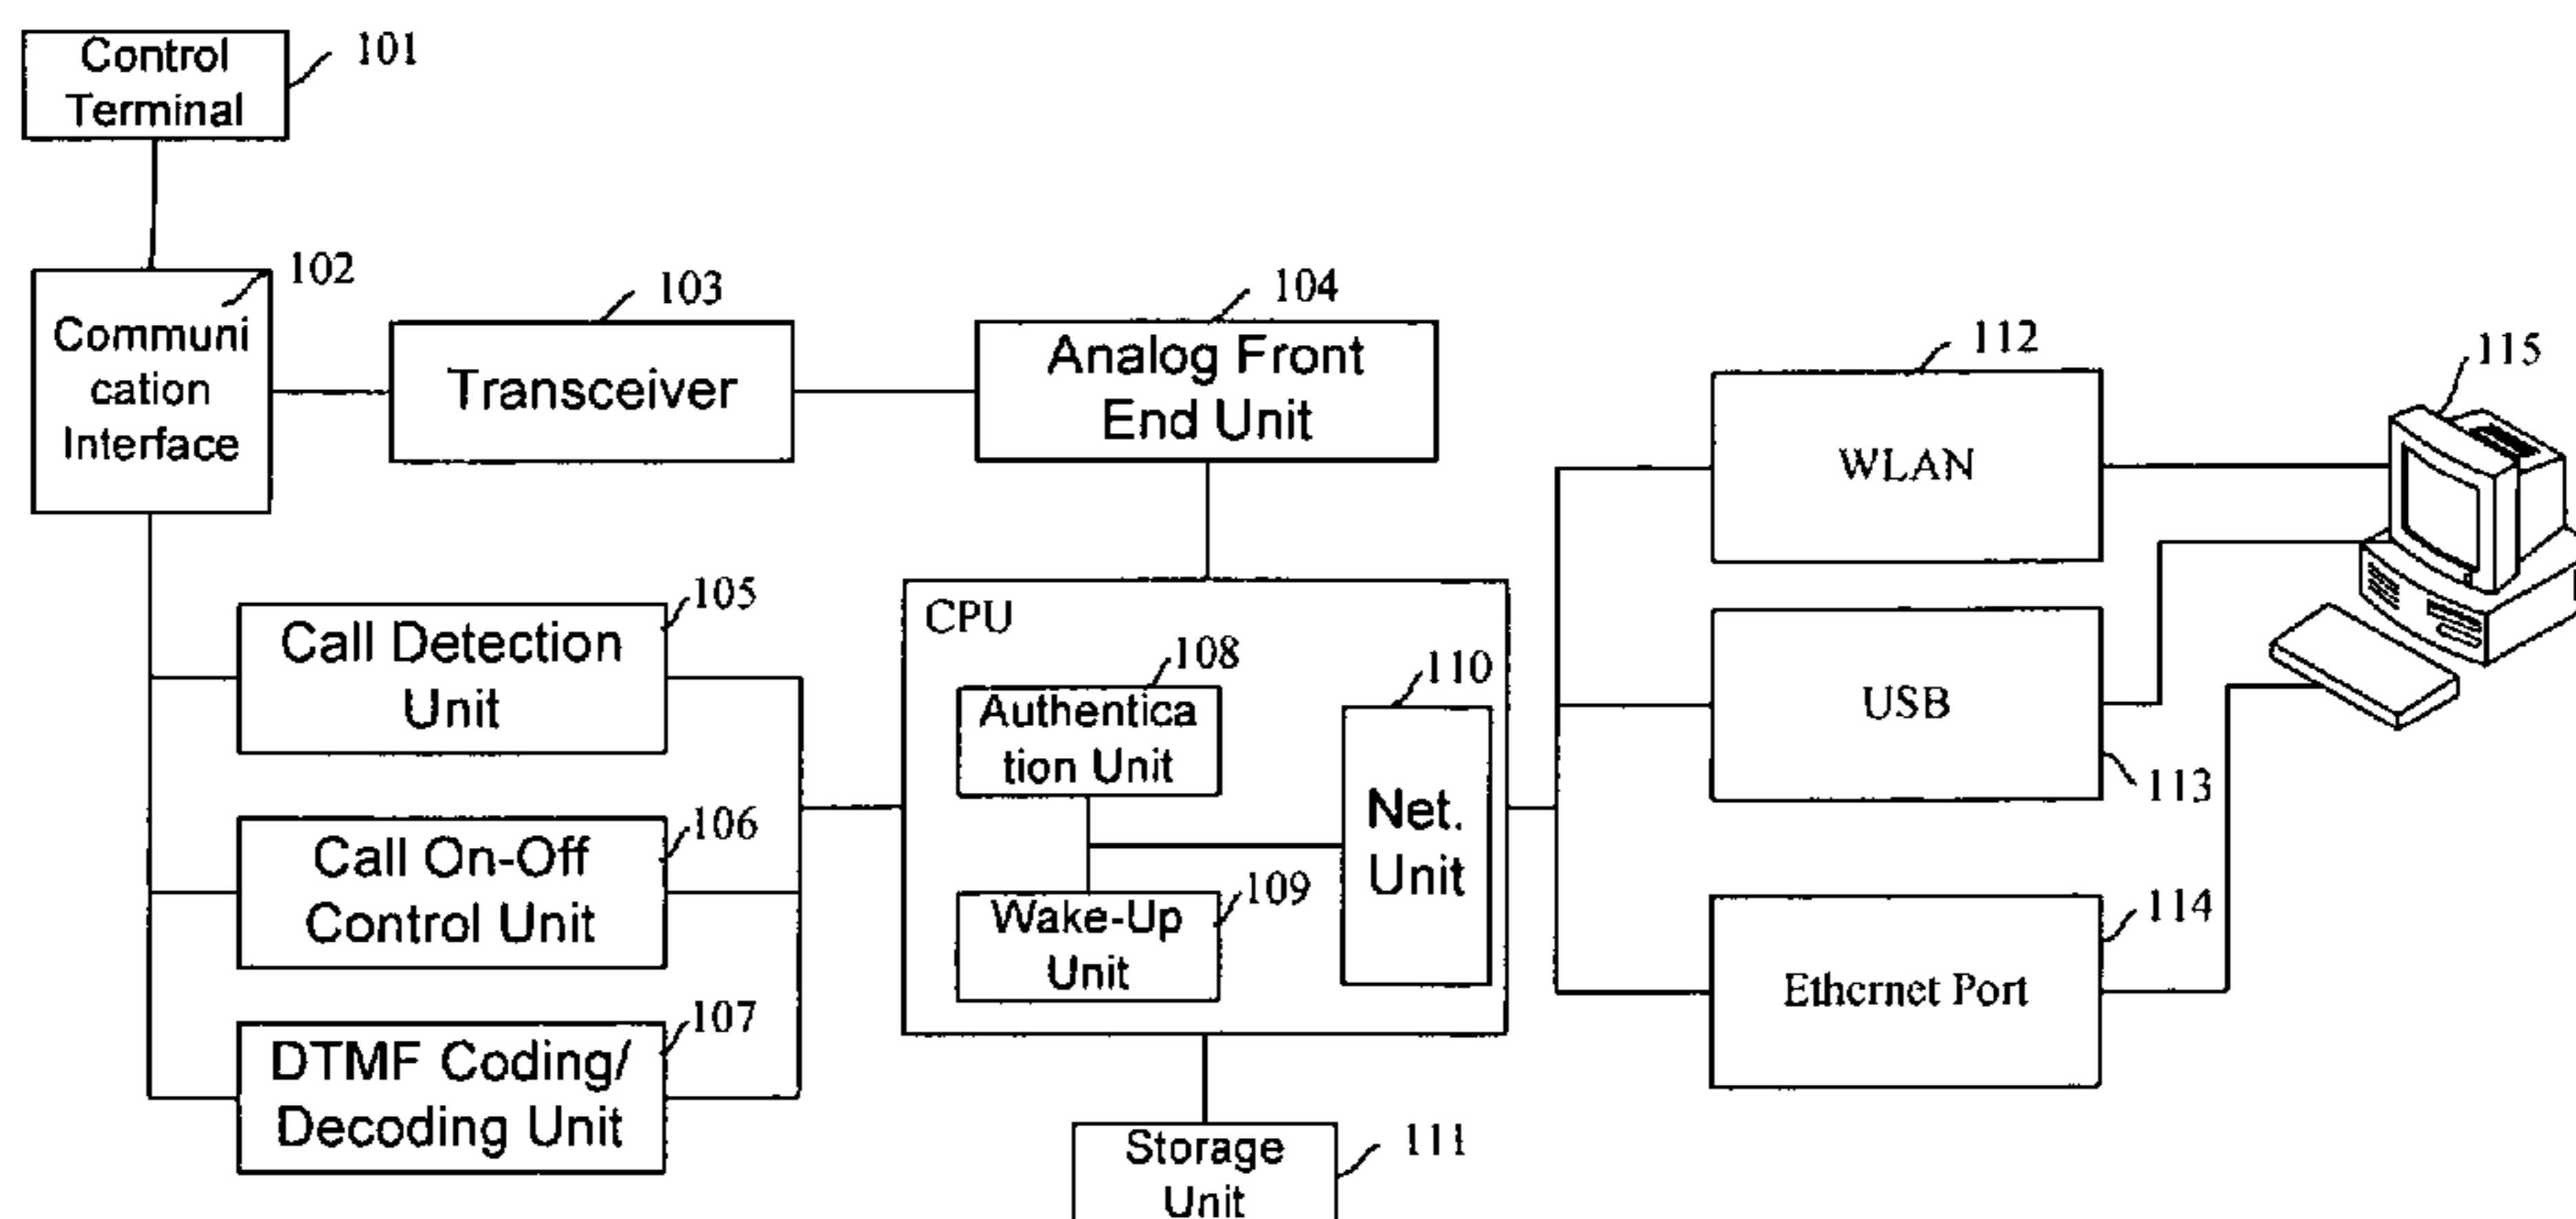 Control
Terminal
101
102
Communi
cation
Interface
103
Transceiver
104
Analog Front
End Unit
105
Call Detection
Unit
106
Call On-Off
Control Unit
107
DTMF Coding/
Decoding Unit
CPU
108
Authentica
tion Unit
109
Wake-Up
Unit
110
Net.
Unit
Storage
Unit
111
112
WLAN
USB
113
114
Ethernet Port
115